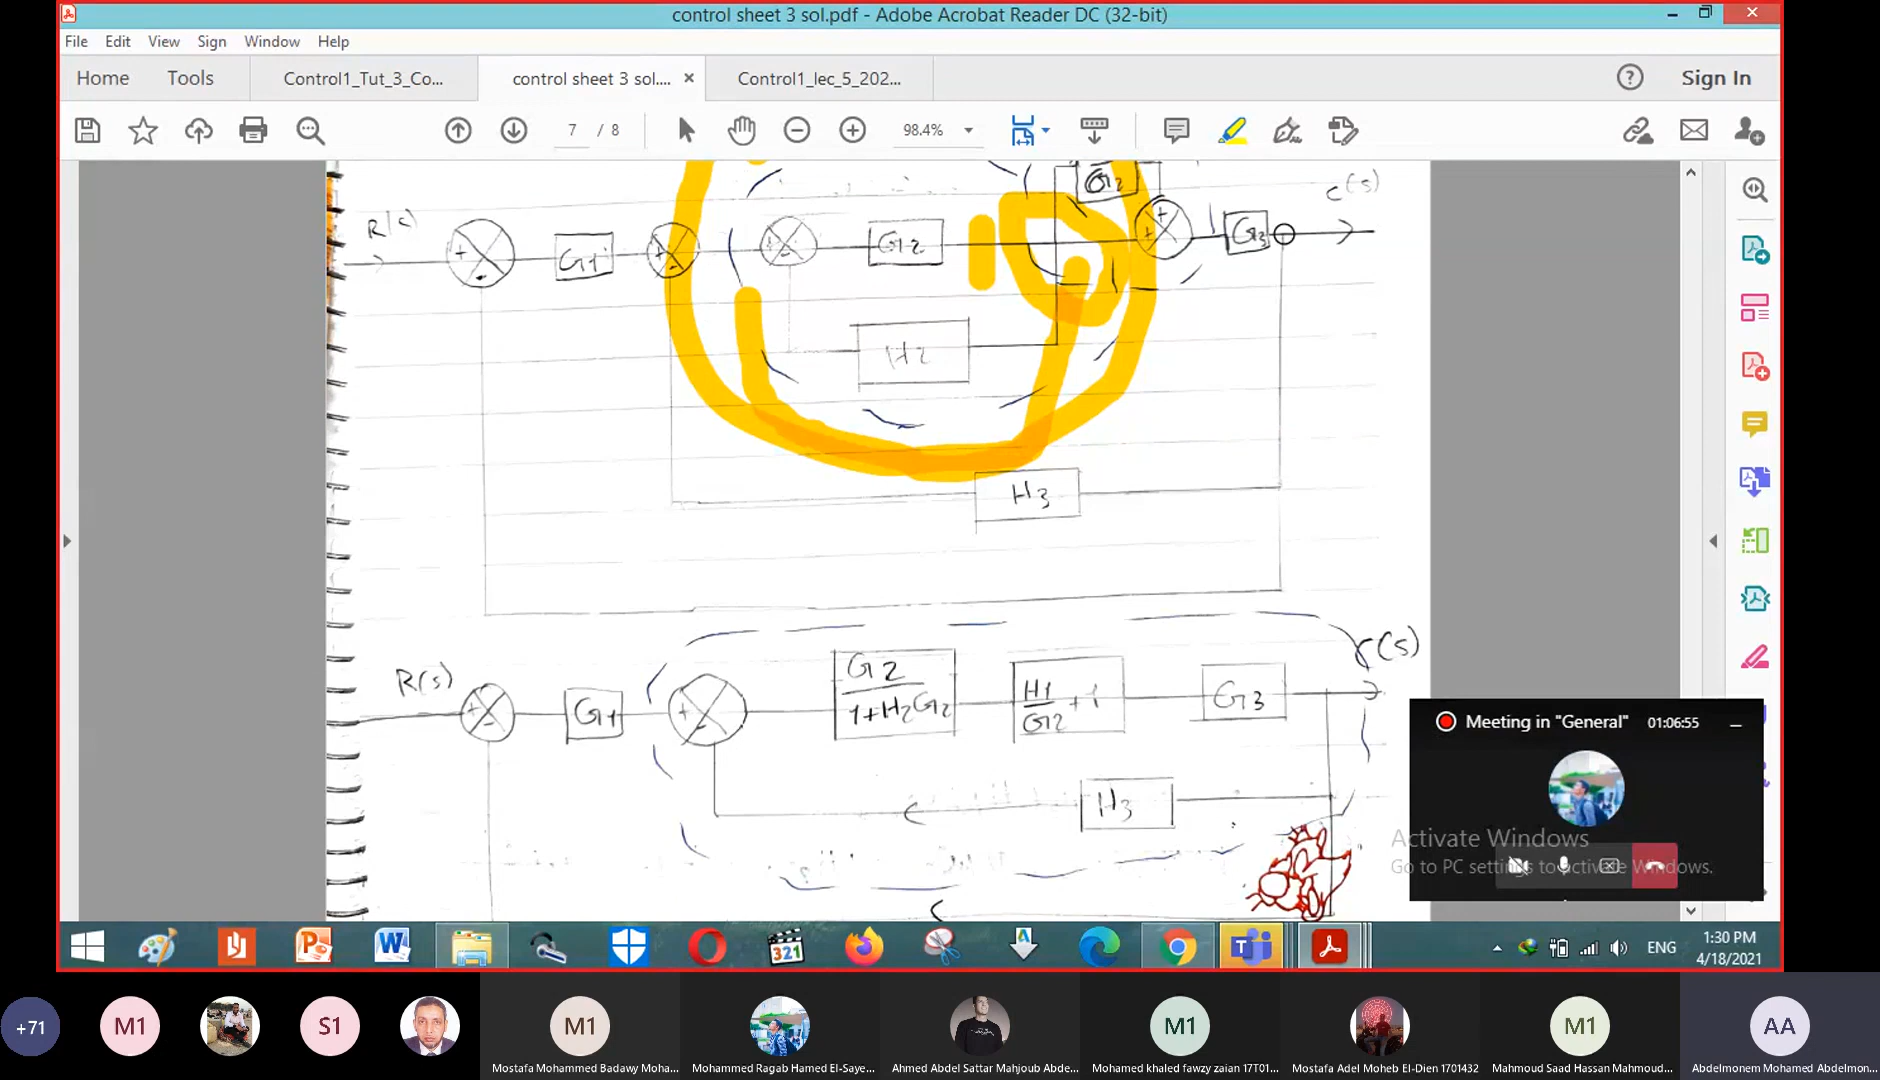 control sheet 3 sol.pdf - Adobe Acrobat Reader DC (32-bit)
File Edit View Sign Window Help
Home Tools Control1_Tut_3_Co... control sheet 3 sol.... × Control1_lec_5_202... Sign In
7 / 8 98.4%
G2 C(s)
G1 G2 G3
H2
H3
R(s) G1 G2 / 1+H2G2 H1 / G2 + 1 G3 C(s)
H3
Meeting in "General" 01:06:55
Activate Windows
Go to PC settings to activate Windows.
321
ENG 1:30 PM
4/18/2021
+71 M1 S1 M1 M1 M1 AA
Mostafa Mohammed Badawy Moha...
Mohammed Ragab Hamed El-Saye...
Ahmed Abdel Sattar Mahjoub Abde...
Mohamed khaled fawzy zaian 17T01...
Mostafa Adel Moheb El-Dien 1701432
Mahmoud Saad Hassan Mahmoud...
Abdelmonem Mohamed Abdelmon...